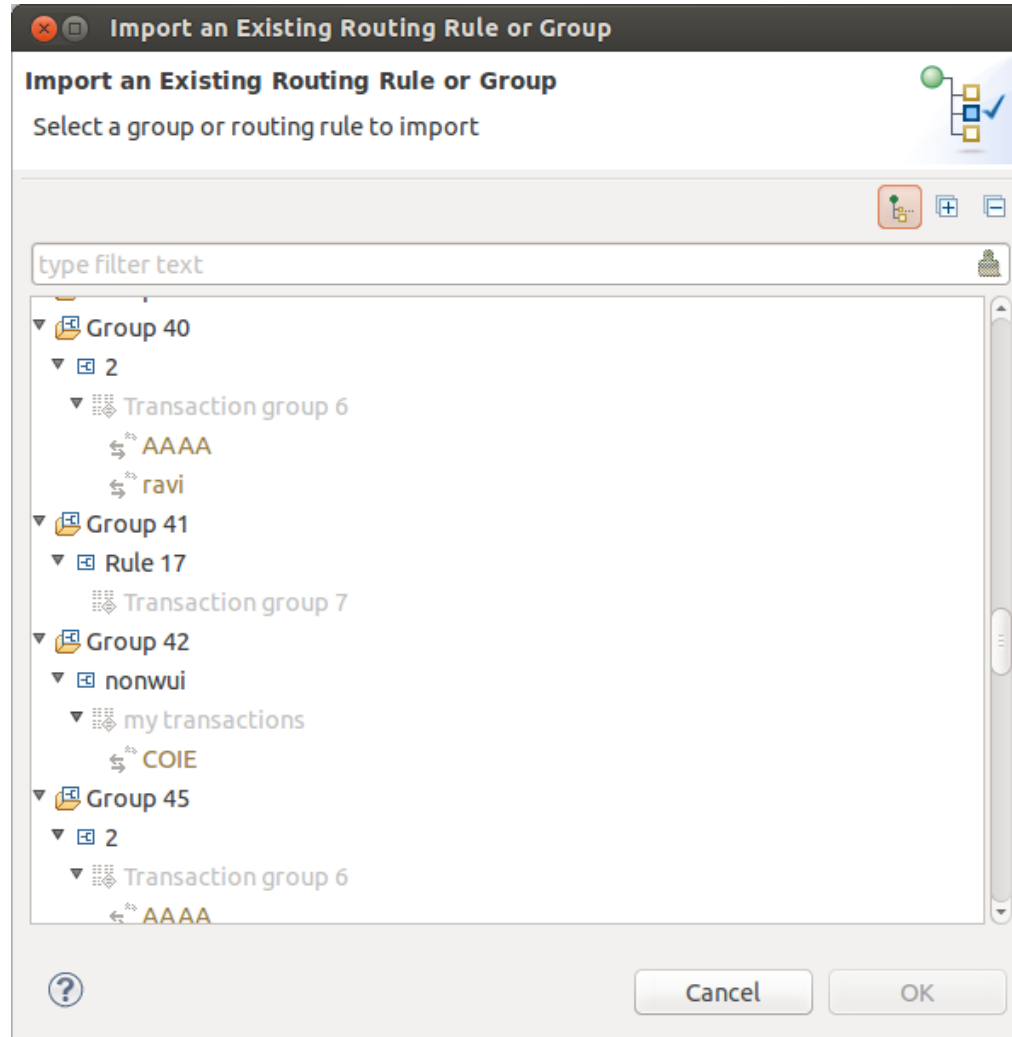 Import an Existing Routing Rule or Group
Import an Existing Routing Rule or Group
Select a group or routing rule to import
type filter text
Group 40
2
Transaction group 6
AAAA
ravi
Group 41
Rule 17
Transaction group 7
Group 42
nonwui
my transactions
COIE
Group 45
2
Transaction group 6
AAAA
Cancel
OK